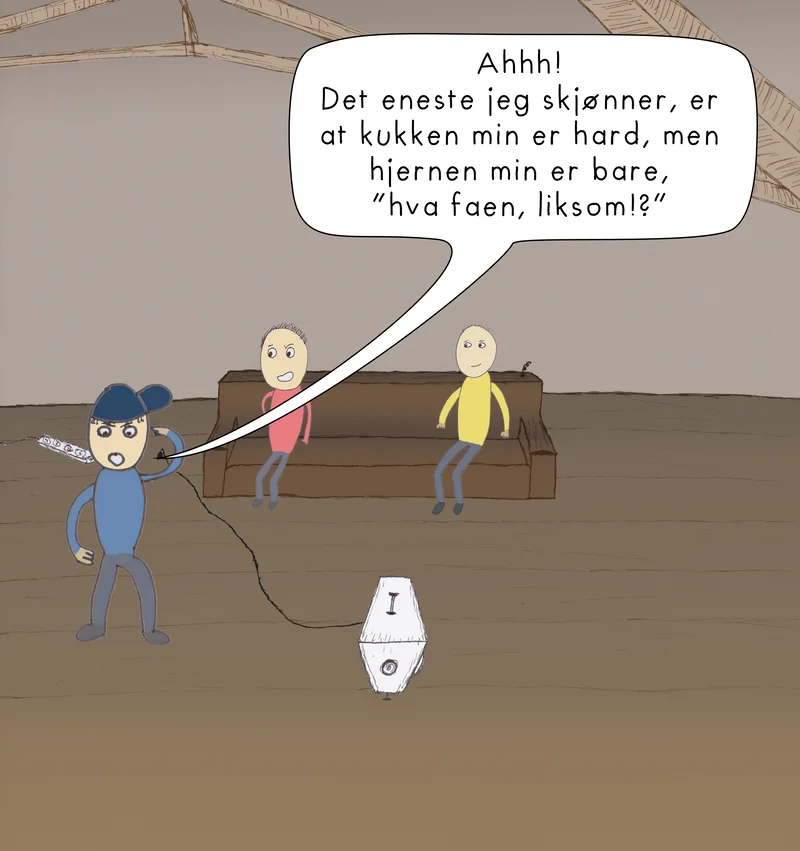 Ahhh!
Det eneste jeg skjønner, er
at kukken min er hard, men
hjernen min er bare,
"hva faen, liksom!?"